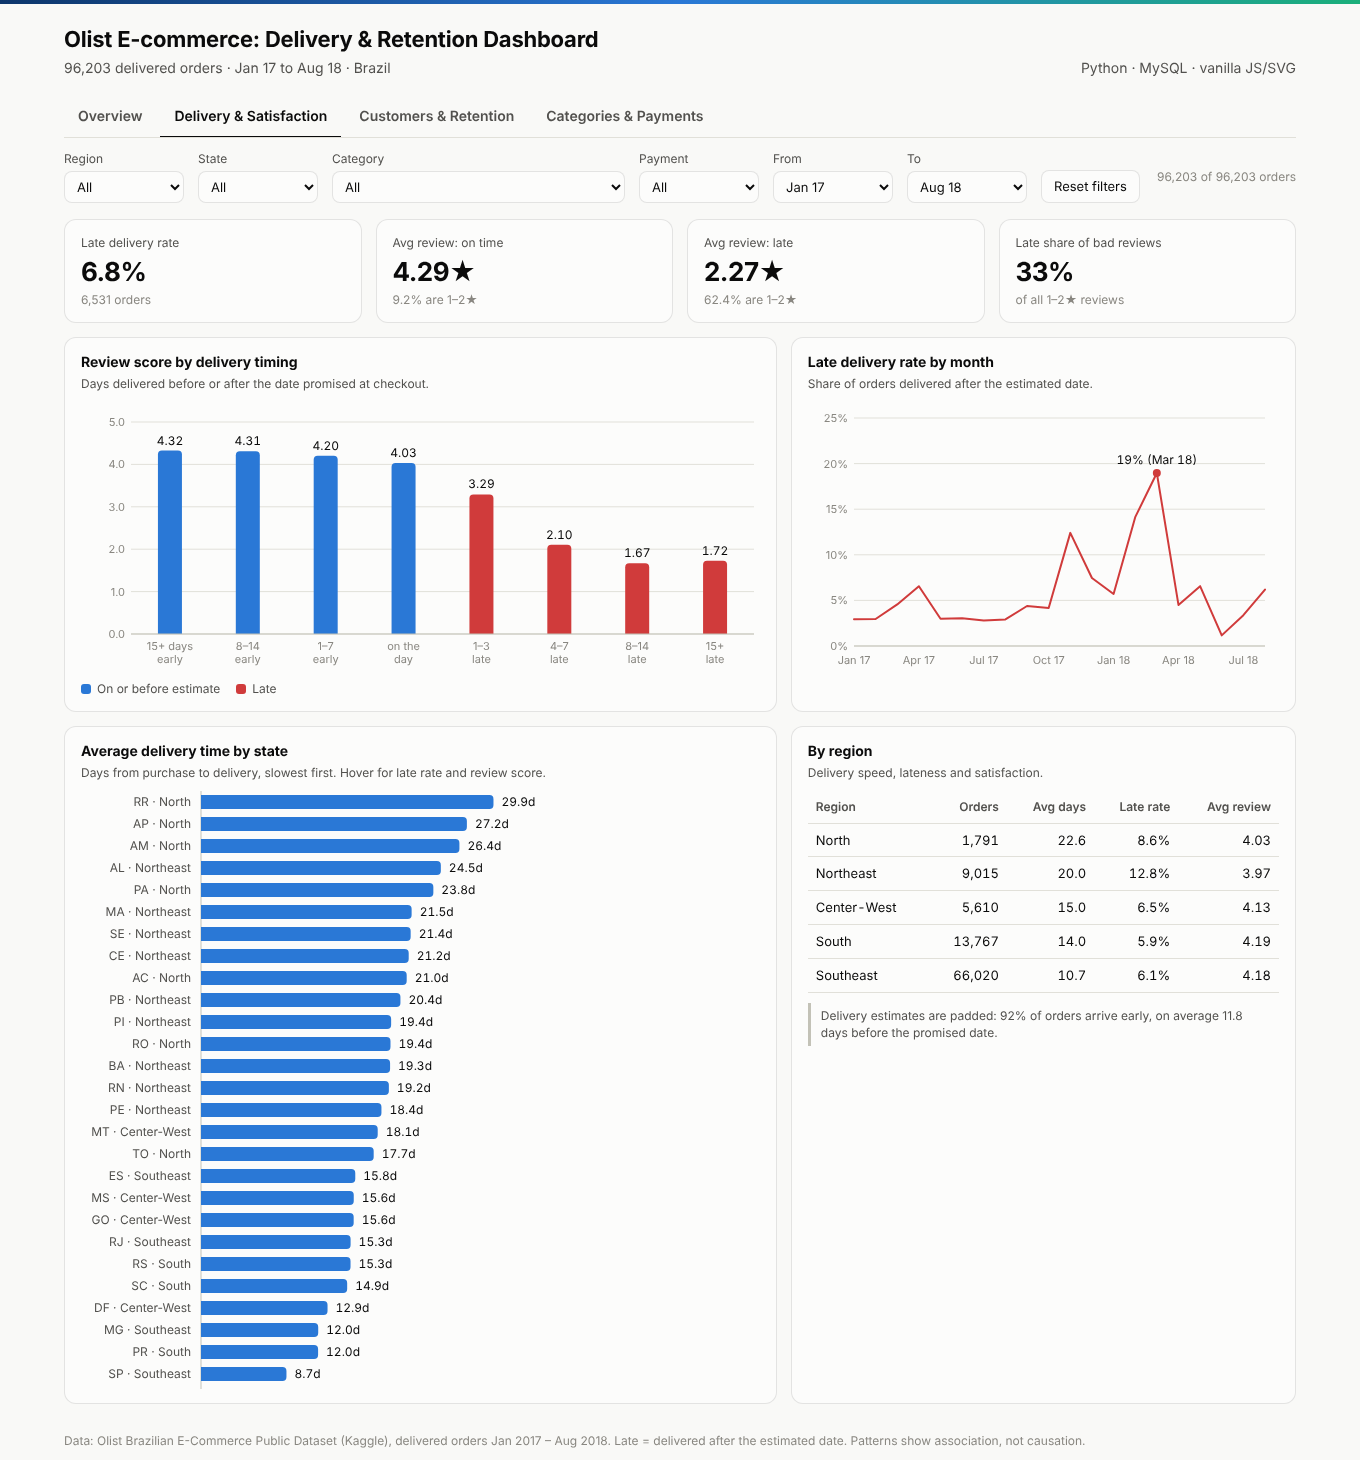 Olist E-commerce: Delivery & Retention Dashboard
96,203 delivered orders · Jan 17 to Aug 18 · Brazil
Python · MySQL · vanilla JS/SVG
Overview
Delivery & Satisfaction
Customers & Retention
Categories & Payments
Region
State
Category
Payment
From
To
All
All
All
All
Jan 17
Aug 18
Reset filters
96,203 of 96,203 orders
Late delivery rate
6.8%
6,531 orders
Avg review: on time
4.29★
9.2% are 1–2★
Avg review: late
2.27★
62.4% are 1–2★
Late share of bad reviews
33%
of all 1–2★ reviews
Review score by delivery timing
Days delivered before or after the date promised at checkout.
5.0
4.0
3.0
2.0
1.0
0.0
4.32
4.31
4.20
4.03
3.29
2.10
1.67
1.72
15+ days
early
8–14
early
1–7
early
on the
day
1–3
late
4–7
late
8–14
late
15+
late
On or before estimate
Late
Late delivery rate by month
Share of orders delivered after the estimated date.
25%
20%
15%
10%
5%
0%
19% (Mar 18)
Jan 17
Apr 17
Jul 17
Oct 17
Jan 18
Apr 18
Jul 18
Average delivery time by state
Days from purchase to delivery, slowest first. Hover for late rate and review score.
RR · North 29.9d
AP · North 27.2d
AM · North 26.4d
AL · Northeast 24.5d
PA · North 23.8d
MA · Northeast 21.5d
SE · Northeast 21.4d
CE · Northeast 21.2d
AC · North 21.0d
PB · Northeast 20.4d
PI · Northeast 19.4d
RO · North 19.4d
BA · Northeast 19.3d
RN · Northeast 19.2d
PE · Northeast 18.4d
MT · Center-West 18.1d
TO · North 17.7d
ES · Southeast 15.8d
MS · Center-West 15.6d
GO · Center-West 15.6d
RJ · Southeast 15.3d
RS · South 15.3d
SC · South 14.9d
DF · Center-West 12.9d
MG · Southeast 12.0d
PR · South 12.0d
SP · Southeast 8.7d
By region
Delivery speed, lateness and satisfaction.
Region Orders Avg days Late rate Avg review
North 1,791 22.6 8.6% 4.03
Northeast 9,015 20.0 12.8% 3.97
Center-West 5,610 15.0 6.5% 4.13
South 13,767 14.0 5.9% 4.19
Southeast 66,020 10.7 6.1% 4.18
Delivery estimates are padded: 92% of orders arrive early, on average 11.8
days before the promised date.
Data: Olist Brazilian E-Commerce Public Dataset (Kaggle), delivered orders Jan 2017 – Aug 2018. Late = delivered after the estimated date. Patterns show association, not causation.